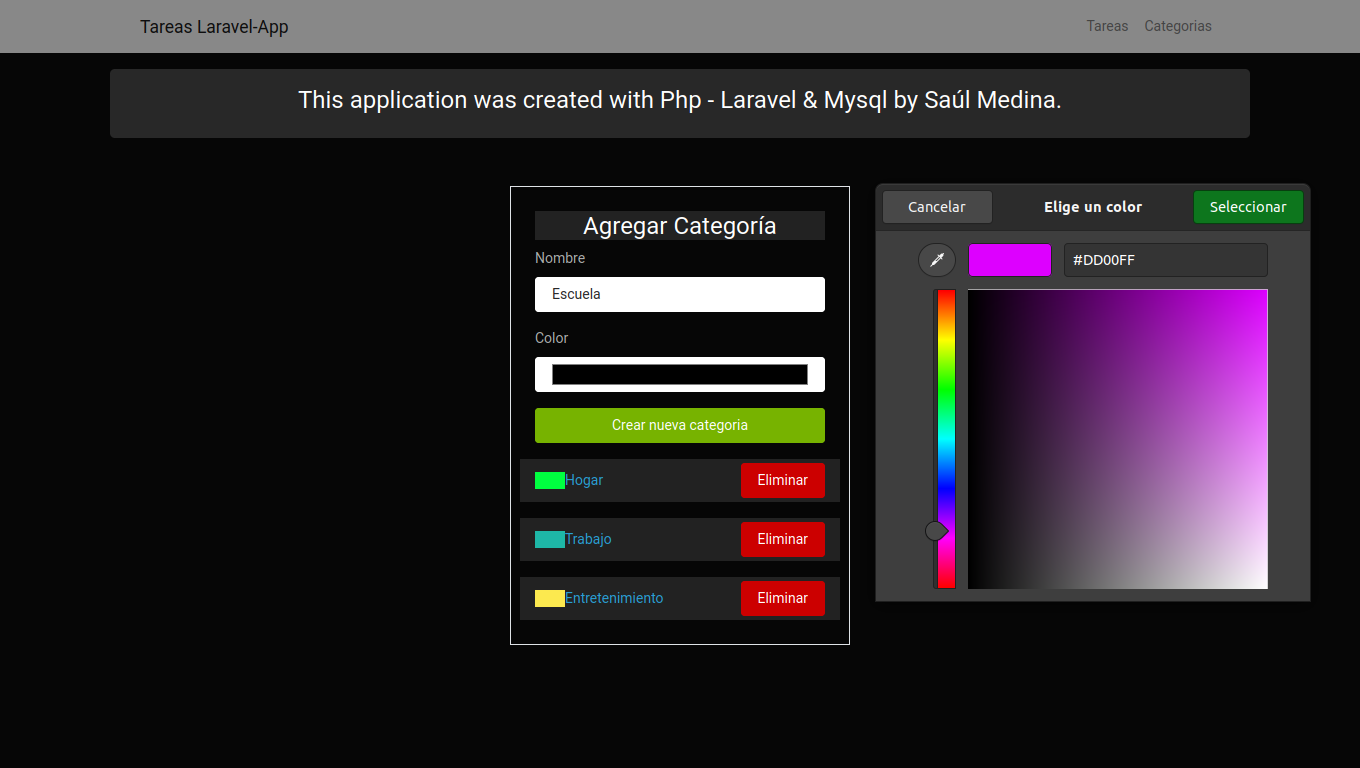 Tareas Laravel-App
Tareas Categorias
This application was created with Php - Laravel & Mysql by Saúl Medina.
Agregar Categoría
Nombre
Escuela
Color
Crear nueva categoria
Hogar Eliminar
Trabajo Eliminar
Entretenimiento Eliminar
Cancelar Elige un color Seleccionar
#DD00FF